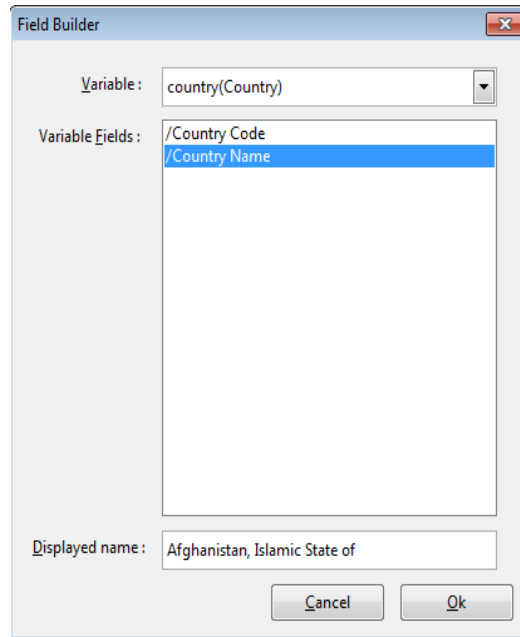 Field Builder
Variable :
country(Country)
Variable Fields :
/Country Code
/Country Name
Displayed name :
Afghanistan, Islamic State of
Cancel
Ok